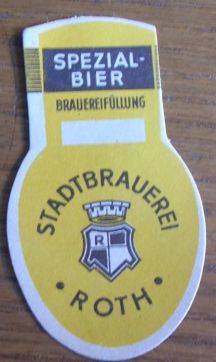 SPEZIAL-
BIER
BRAUEREIFÜLLUNG
STADTBRAUEREI
R
• ROTH •